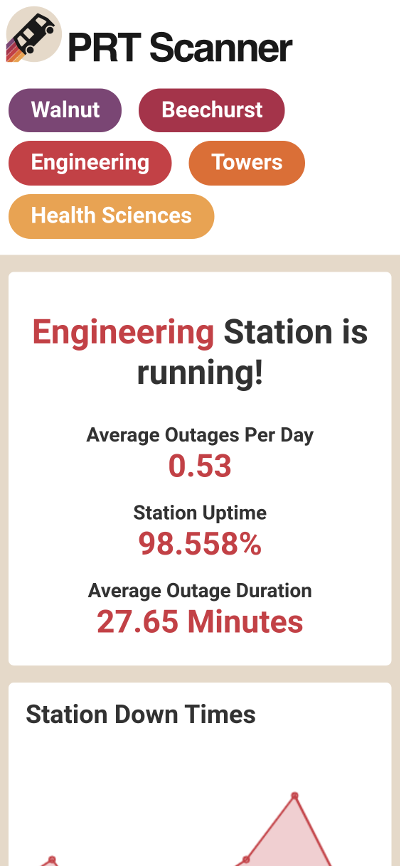 PRT Scanner
Walnut
Beechurst
Engineering
Towers
Health Sciences
Engineering Station is
running!
Average Outages Per Day
0.53
Station Uptime
98.558%
Average Outage Duration
27.65 Minutes
Station Down Times